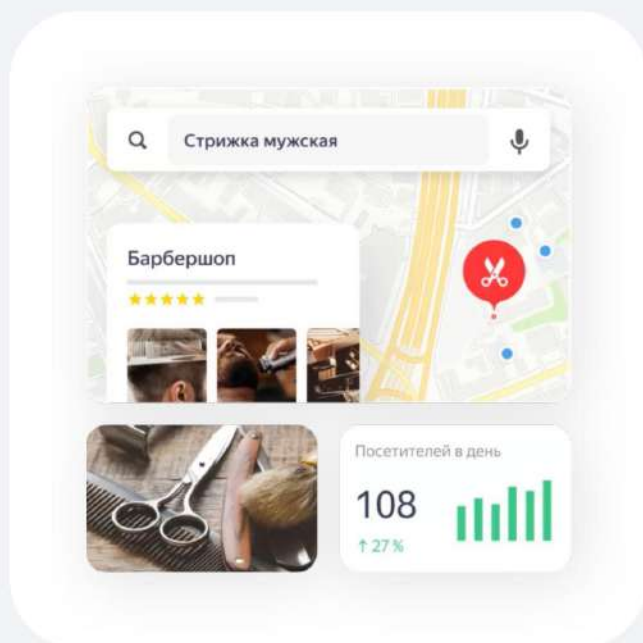 Стрижка мужская
Барбершоп
Посетителей в день
108
↑ 27 %